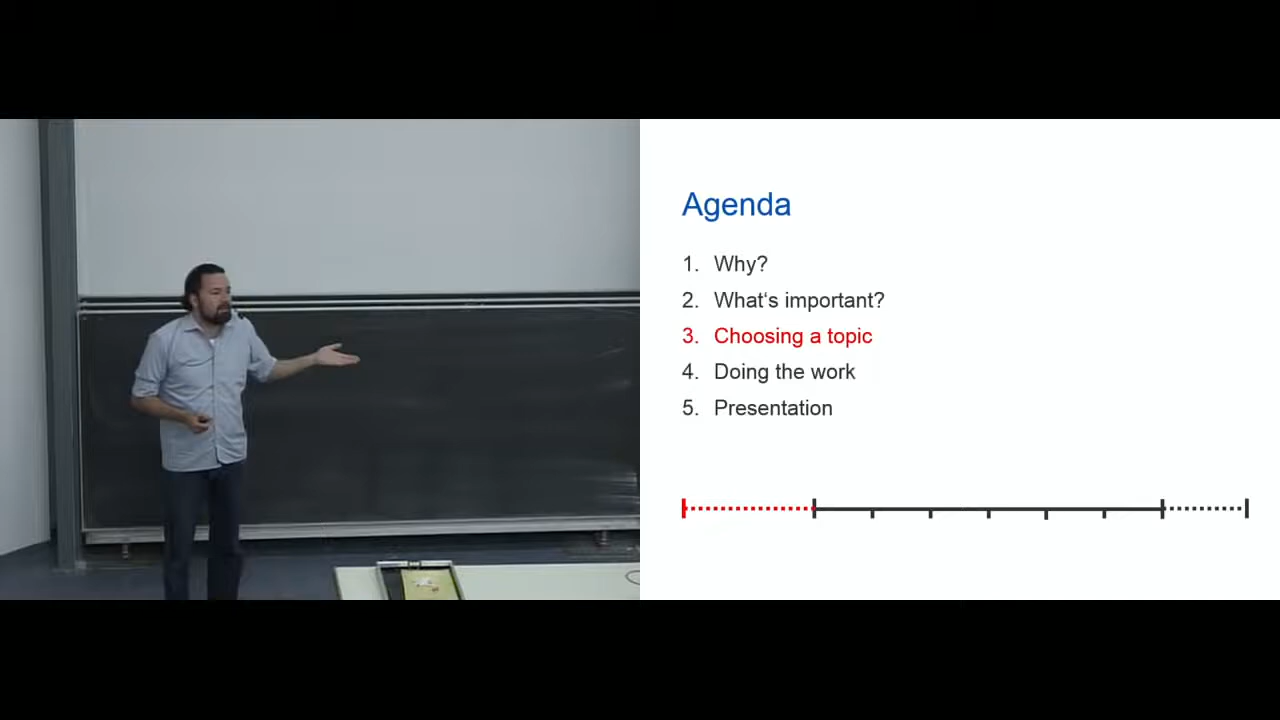 Agenda
1. Why?
2. What‘s important?
3. Choosing a topic
4. Doing the work
5. Presentation